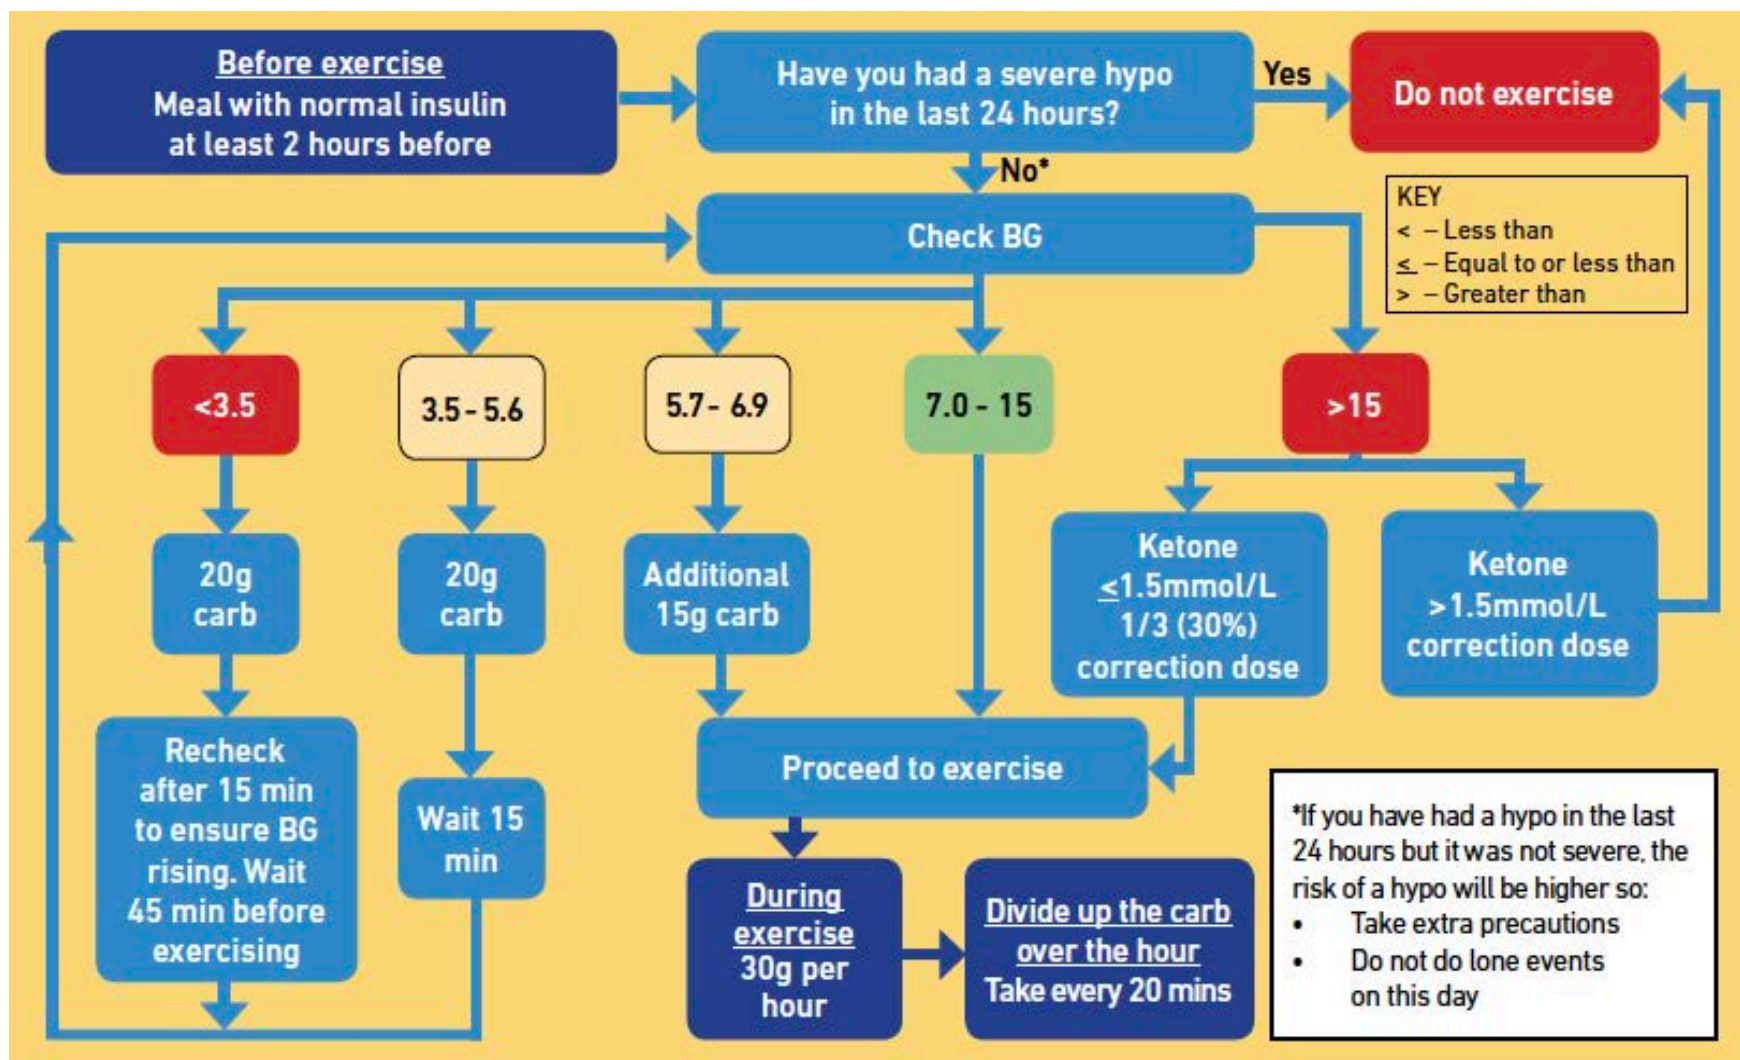 Before exercise
Meal with normal insulin
at least 2 hours before
Have you had a severe hypo
in the last 24 hours?
Yes
Do not exercise
No*
KEY
< – Less than
≤ – Equal to or less than
> – Greater than
Check BG
<3.5
3.5 - 5.6
5.7 - 6.9
7.0 - 15
>15
20g
carb
20g
carb
Additional
15g carb
Ketone
≤1.5mmol/L
1/3 (30%)
correction dose
Ketone
>1.5mmol/L
correction dose
Recheck
after 15 min
to ensure BG
rising. Wait
45 min before
exercising
Wait 15
min
Proceed to exercise
During
exercise
30g per
hour
Divide up the carb
over the hour
Take every 20 mins
*If you have had a hypo in the last
24 hours but it was not severe, the
risk of a hypo will be higher so:
• Take extra precautions
• Do not do lone events
on this day